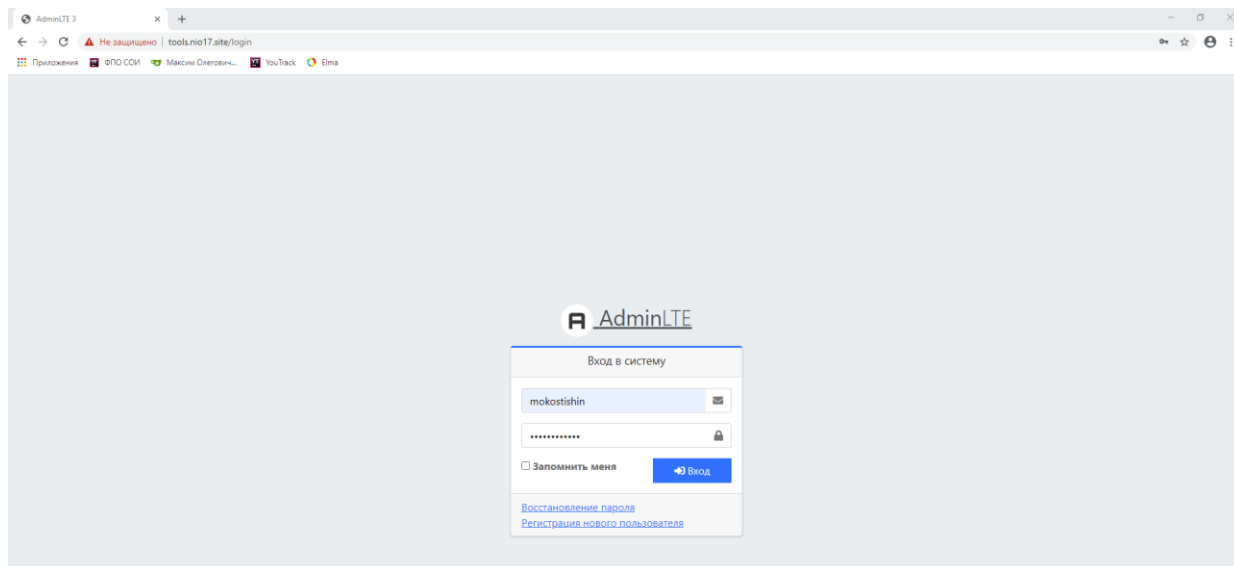 AdminLTE 3
Не защищено | tools.nio17.site/login
Приложения ФПО СОИ Максим Олегович... YouTrack Elma
AdminLTE
Вход в систему
mokostishin
••••••••••••
Запомнить меня Вход
Восстановление пароля
Регистрация нового пользователя